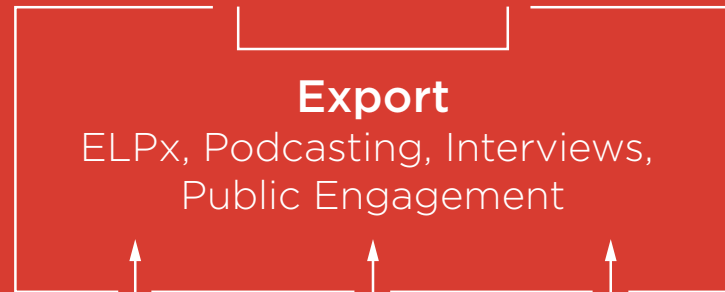 Export
ELPx, Podcasting, Interviews,
Public Engagement